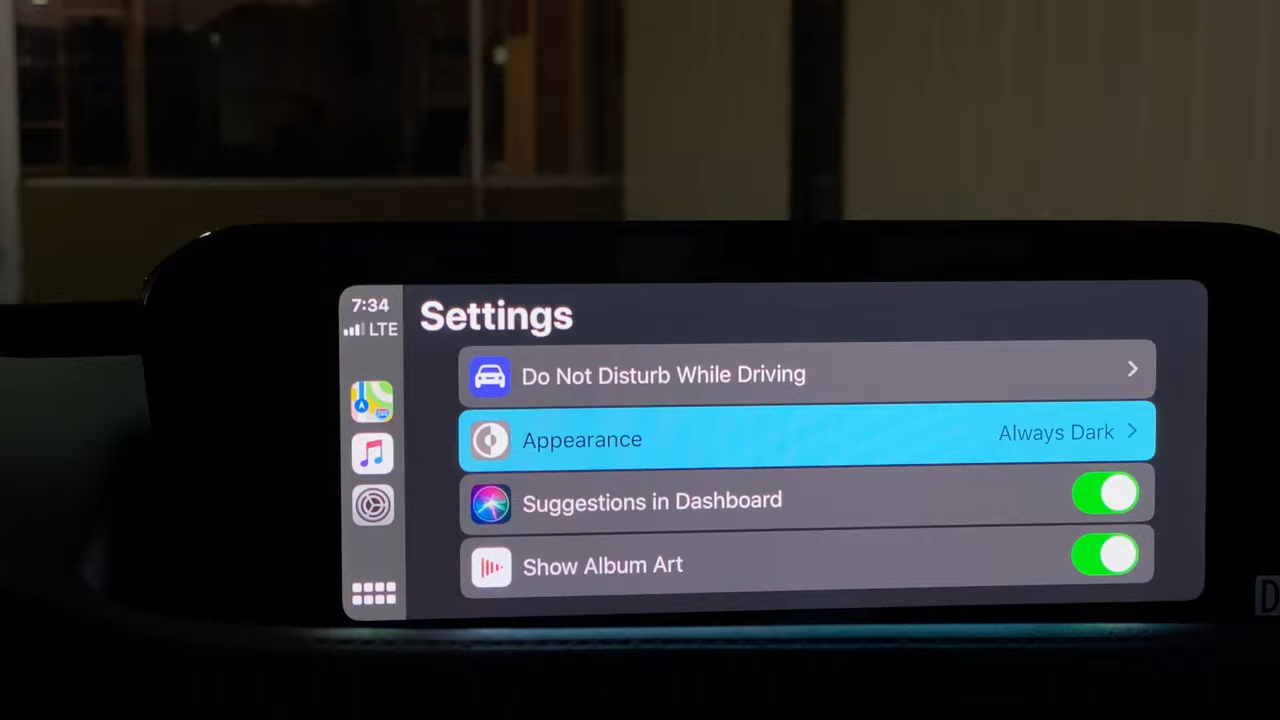 7:34
LTE
Settings
Do Not Disturb While Driving
Appearance
Always Dark
Suggestions in Dashboard
Show Album Art
D